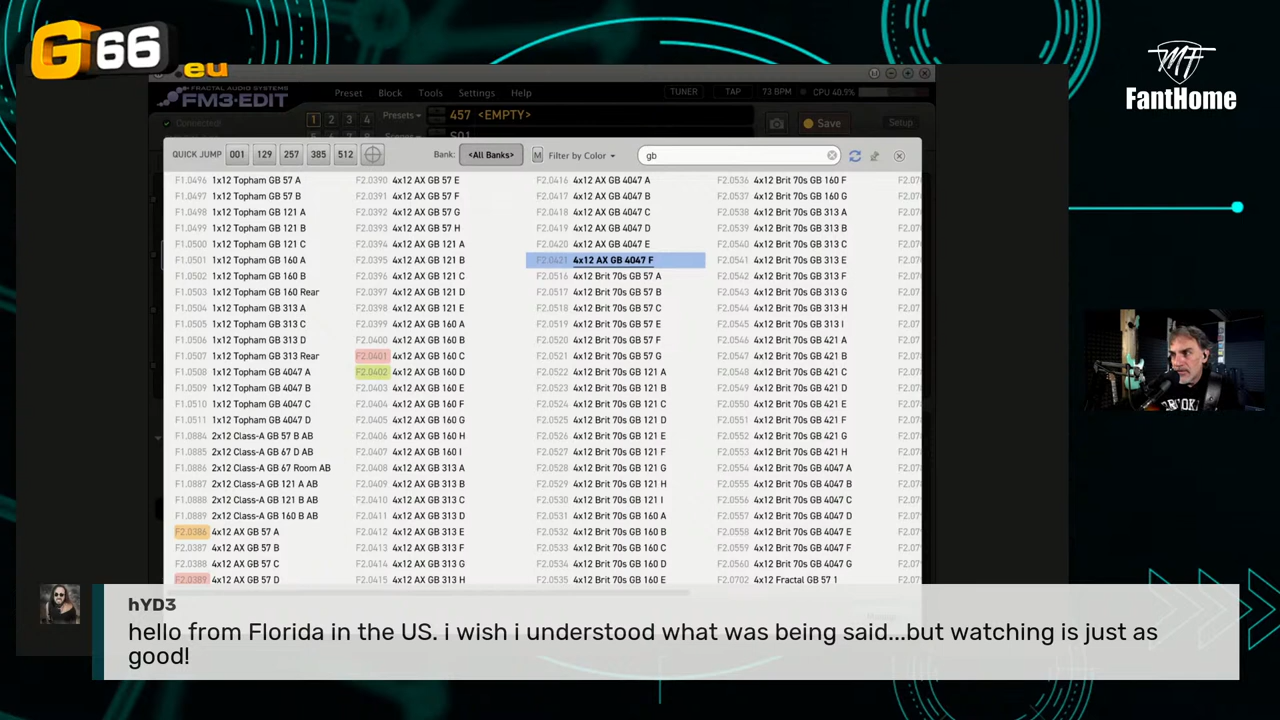 G 66
eu
MF
FantHome
FRACTAL AUDIO SYSTEMS
FM3-EDIT
Preset Block Tools Settings Help
TUNER TAP 73 BPM CPU 40.9%
Connected!
1 2 3 4 Presets 457 <EMPTY> Save Setup
QUICK JUMP 001 129 257 385 512 Bank: <All Banks> M Filter by Color gb
F1.0496 1x12 Topham GB 57 A F2.0390 4x12 AX GB 57 E F2.0416 4x12 AX GB 4047 A F2.0536 4x12 Brit 70s GB 160 F
F1.0497 1x12 Topham GB 57 B F2.0391 4x12 AX GB 57 F F2.0417 4x12 AX GB 4047 B F2.0537 4x12 Brit 70s GB 160 G
F1.0498 1x12 Topham GB 121 A F2.0392 4x12 AX GB 57 G F2.0418 4x12 AX GB 4047 C F2.0538 4x12 Brit 70s GB 313 A
F1.0499 1x12 Topham GB 121 B F2.0393 4x12 AX GB 57 H F2.0419 4x12 AX GB 4047 D F2.0539 4x12 Brit 70s GB 313 B
F1.0500 1x12 Topham GB 121 C F2.0394 4x12 AX GB 121 A F2.0420 4x12 AX GB 4047 E F2.0540 4x12 Brit 70s GB 313 C
F1.0501 1x12 Topham GB 160 A F2.0395 4x12 AX GB 121 B F2.0421 4x12 AX GB 4047 F F2.0541 4x12 Brit 70s GB 313 E
F1.0502 1x12 Topham GB 160 B F2.0396 4x12 AX GB 121 C F2.0516 4x12 Brit 70s GB 57 A F2.0542 4x12 Brit 70s GB 313 F
F1.0503 1x12 Topham GB 160 Rear F2.0397 4x12 AX GB 121 D F2.0517 4x12 Brit 70s GB 57 B F2.0543 4x12 Brit 70s GB 313 G
F1.0504 1x12 Topham GB 313 A F2.0398 4x12 AX GB 121 E F2.0518 4x12 Brit 70s GB 57 C F2.0544 4x12 Brit 70s GB 313 H
F1.0505 1x12 Topham GB 313 C F2.0399 4x12 AX GB 160 A F2.0519 4x12 Brit 70s GB 57 E F2.0545 4x12 Brit 70s GB 313 I
F1.0506 1x12 Topham GB 313 D F2.0400 4x12 AX GB 160 B F2.0520 4x12 Brit 70s GB 57 F F2.0546 4x12 Brit 70s GB 421 A
F1.0507 1x12 Topham GB 313 Rear F2.0401 4x12 AX GB 160 C F2.0521 4x12 Brit 70s GB 57 G F2.0547 4x12 Brit 70s GB 421 B
F1.0508 1x12 Topham GB 4047 A F2.0402 4x12 AX GB 160 D F2.0522 4x12 Brit 70s GB 121 A F2.0548 4x12 Brit 70s GB 421 C
F1.0509 1x12 Topham GB 4047 B F2.0403 4x12 AX GB 160 E F2.0523 4x12 Brit 70s GB 121 B F2.0549 4x12 Brit 70s GB 421 D
F1.0510 1x12 Topham GB 4047 C F2.0404 4x12 AX GB 160 F F2.0524 4x12 Brit 70s GB 121 C F2.0550 4x12 Brit 70s GB 421 E
F1.0511 1x12 Topham GB 4047 D F2.0405 4x12 AX GB 160 G F2.0525 4x12 Brit 70s GB 121 D F2.0551 4x12 Brit 70s GB 421 F
F1.0884 2x12 Class-A GB 57 B AB F2.0406 4x12 AX GB 160 H F2.0526 4x12 Brit 70s GB 121 E F2.0552 4x12 Brit 70s GB 421 G
F1.0885 2x12 Class-A GB 67 D AB F2.0407 4x12 AX GB 160 I F2.0527 4x12 Brit 70s GB 121 F F2.0553 4x12 Brit 70s GB 421 H
F1.0886 2x12 Class-A GB 67 Room AB F2.0408 4x12 AX GB 313 A F2.0528 4x12 Brit 70s GB 121 G F2.0554 4x12 Brit 70s GB 4047 A
F1.0887 2x12 Class-A GB 121 A AB F2.0409 4x12 AX GB 313 B F2.0529 4x12 Brit 70s GB 121 H F2.0555 4x12 Brit 70s GB 4047 B
F1.0888 2x12 Class-A GB 121 B AB F2.0410 4x12 AX GB 313 C F2.0530 4x12 Brit 70s GB 121 I F2.0556 4x12 Brit 70s GB 4047 C
F1.0889 2x12 Class-A GB 160 B AB F2.0411 4x12 AX GB 313 D F2.0531 4x12 Brit 70s GB 160 A F2.0557 4x12 Brit 70s GB 4047 D
F2.0386 4x12 AX GB 57 A F2.0412 4x12 AX GB 313 E F2.0532 4x12 Brit 70s GB 160 B F2.0558 4x12 Brit 70s GB 4047 E
F2.0387 4x12 AX GB 57 B F2.0413 4x12 AX GB 313 F F2.0533 4x12 Brit 70s GB 160 C F2.0559 4x12 Brit 70s GB 4047 F
F2.0388 4x12 AX GB 57 C F2.0414 4x12 AX GB 313 G F2.0534 4x12 Brit 70s GB 160 D F2.0560 4x12 Brit 70s GB 4047 G
F2.0389 4x12 AX GB 57 D F2.0415 4x12 AX GB 313 H F2.0535 4x12 Brit 70s GB 160 E F2.0702 4x12 Fractal GB 57 1
hYD3
hello from Florida in the US. i wish i understood what was being said...but watching is just as
good!